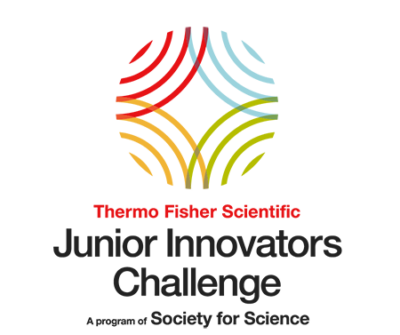 Thermo Fisher Scientific
Junior Innovators
Challenge
A program of Society for Science